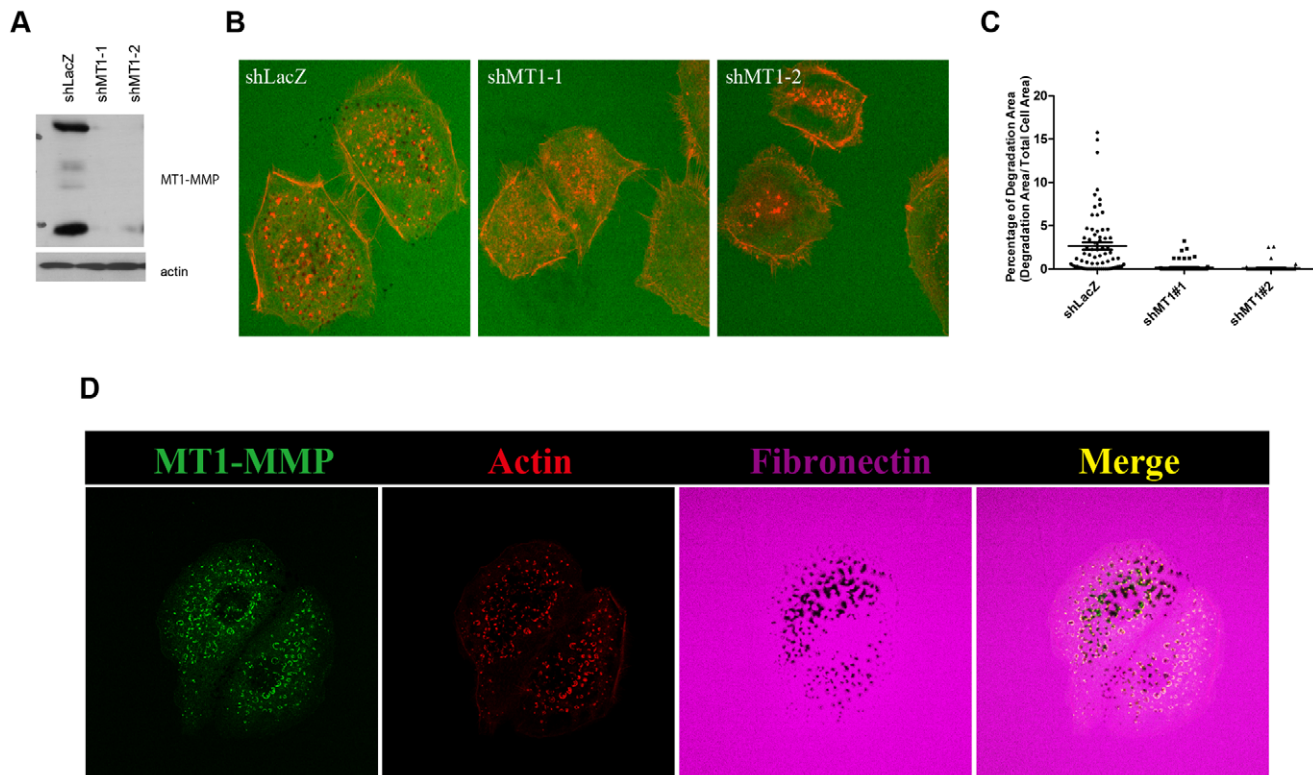 A
shLacZ
shMT1-1
shMT1-2
MT1-MMP
actin
B
shLacZ
shMT1-1
shMT1-2
C
Percentage of Degradation Area
(Degradation Area/ Total Cell Area)
20
15
10
5
0
shLacZ
shMT1#1
shMT1#2
D
MT1-MMP
Actin
Fibronectin
Merge